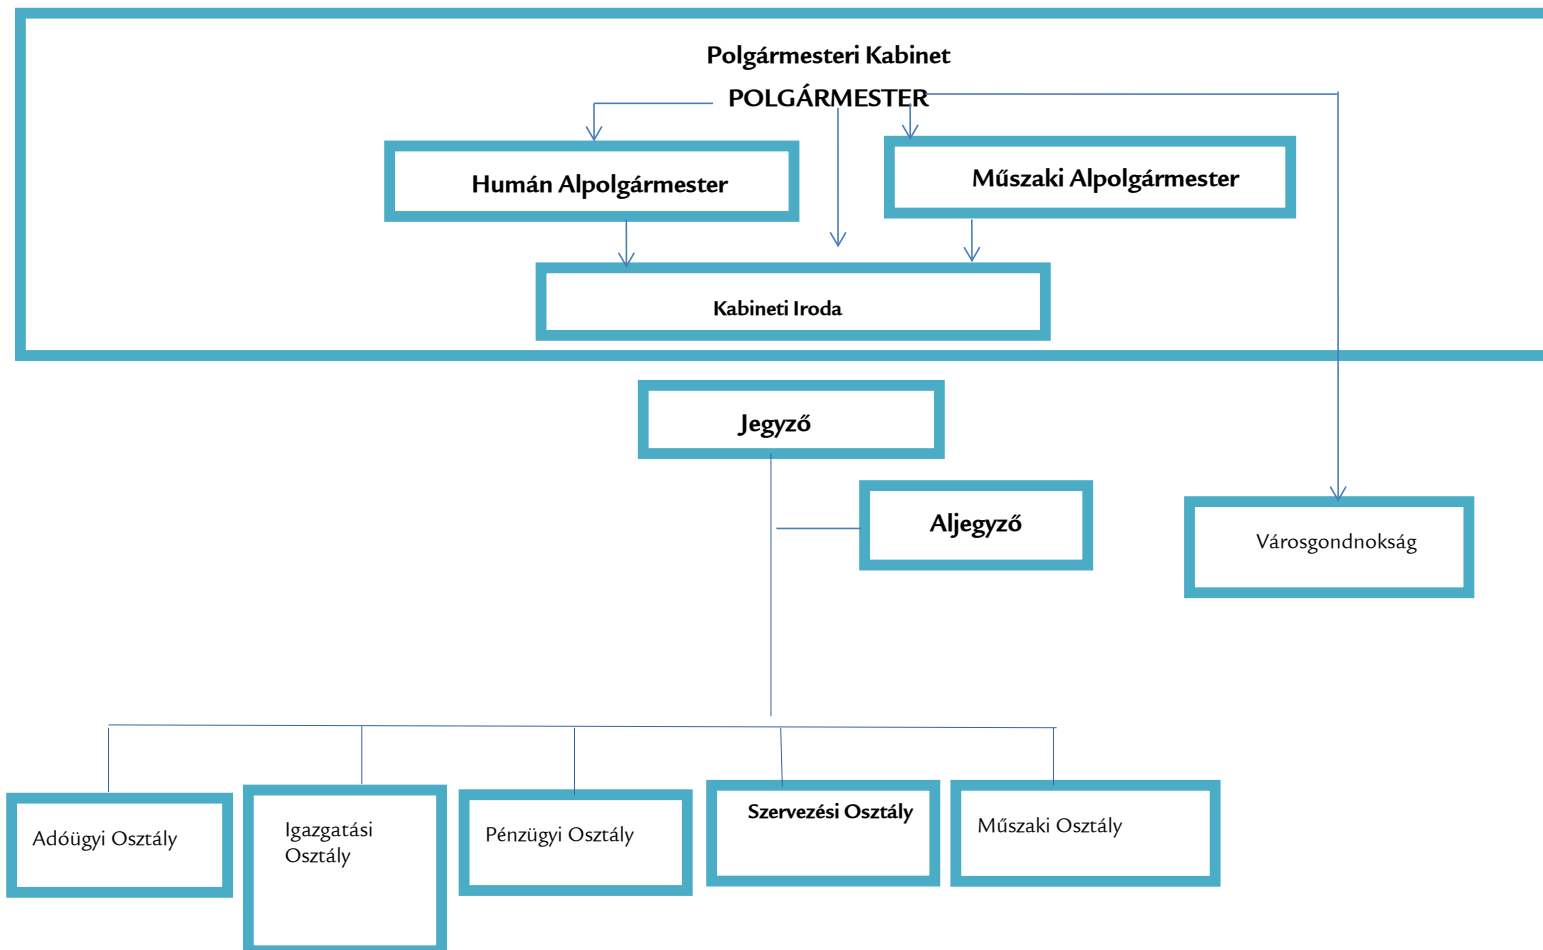 Polgármesteri Kabinet
POLGÁRMESTER
Humán Alpolgármester
Műszaki Alpolgármester
Kabineti Iroda
Jegyző
Aljegyző
Városgondnokság
Adóügyi Osztály
Igazgatási
Osztály
Pénzügyi Osztály
Szervezési Osztály
Műszaki Osztály